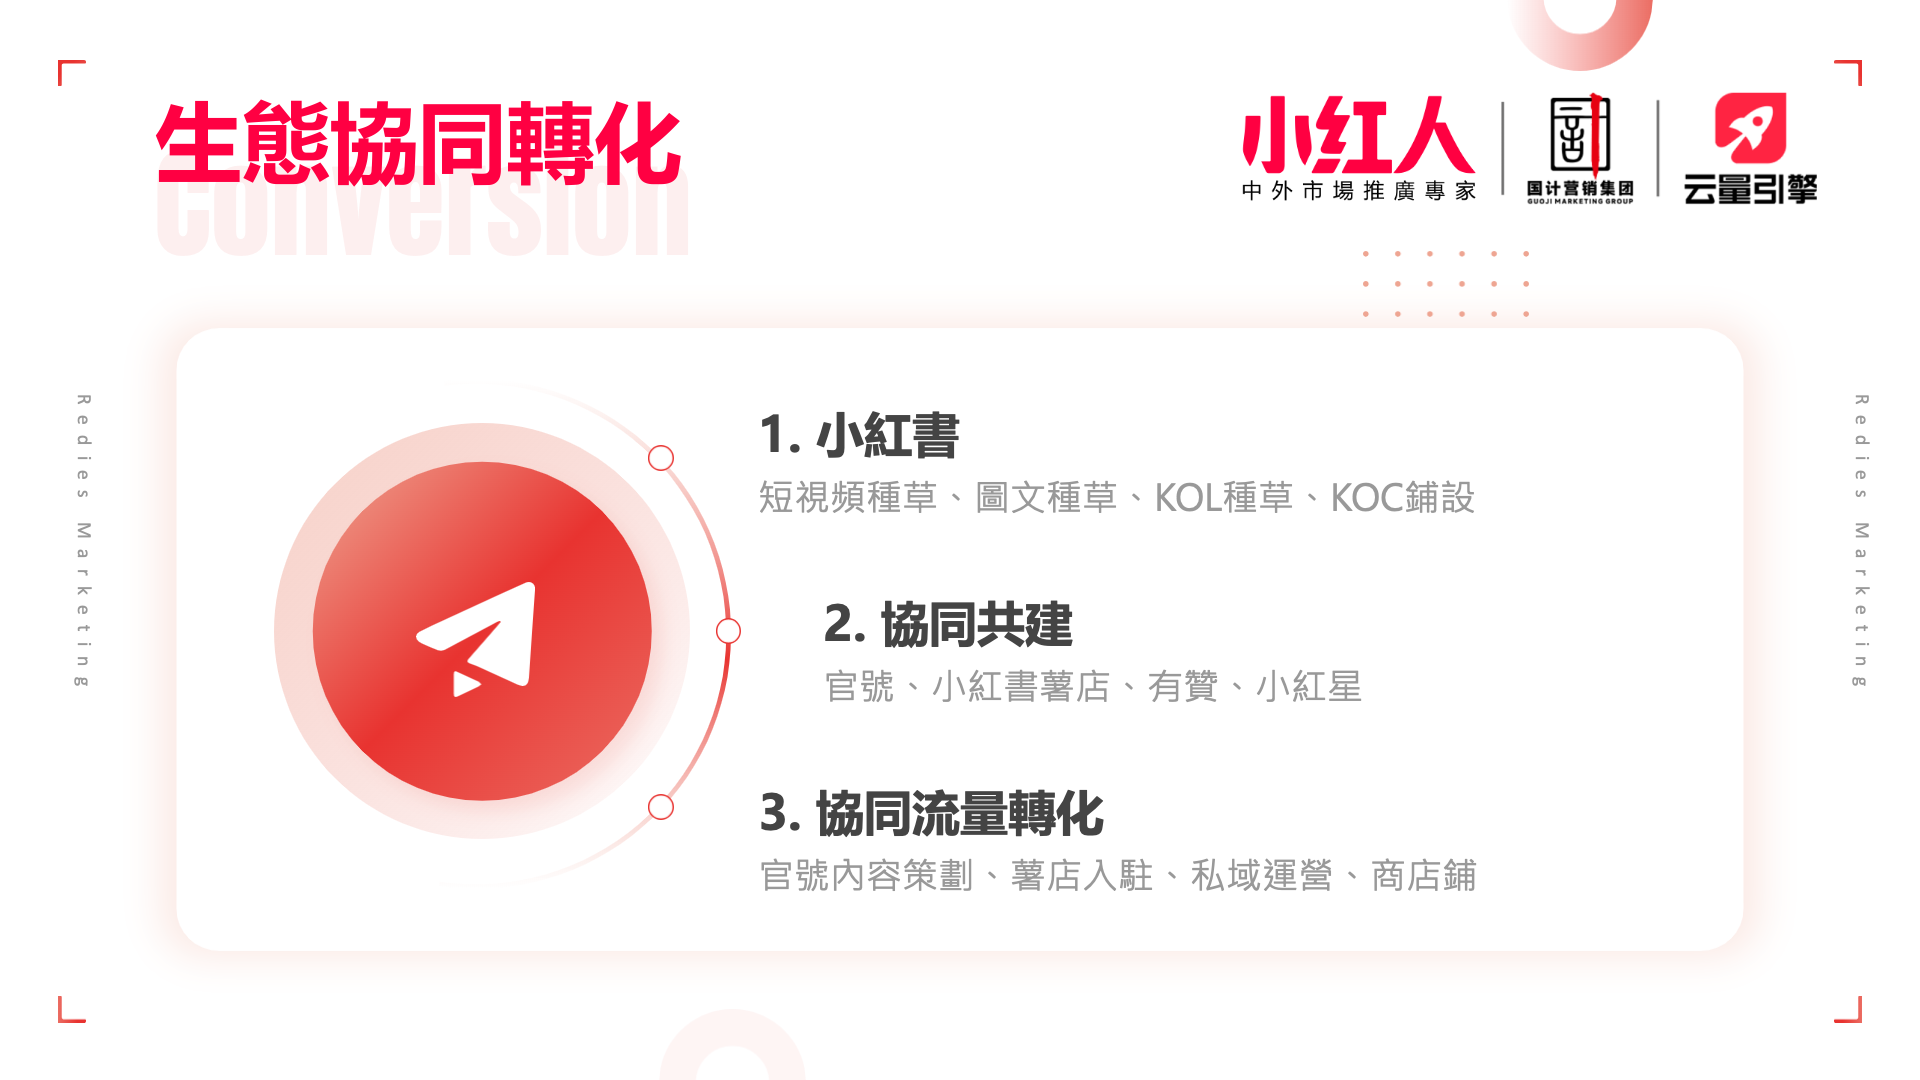 生態協同轉化
Conversion
小红人
中外市場推廣專家
国计营销集团
GUOJI MARKETING GROUP
云量引擎
Redies Marketing
1. 小紅書
短視頻種草、圖文種草、KOL種草、KOC鋪設
2. 協同共建
官號、小紅書薯店、有贊、小紅星
3. 協同流量轉化
官號內容策劃、薯店入駐、私域運營、商店鋪
Redies Marketing